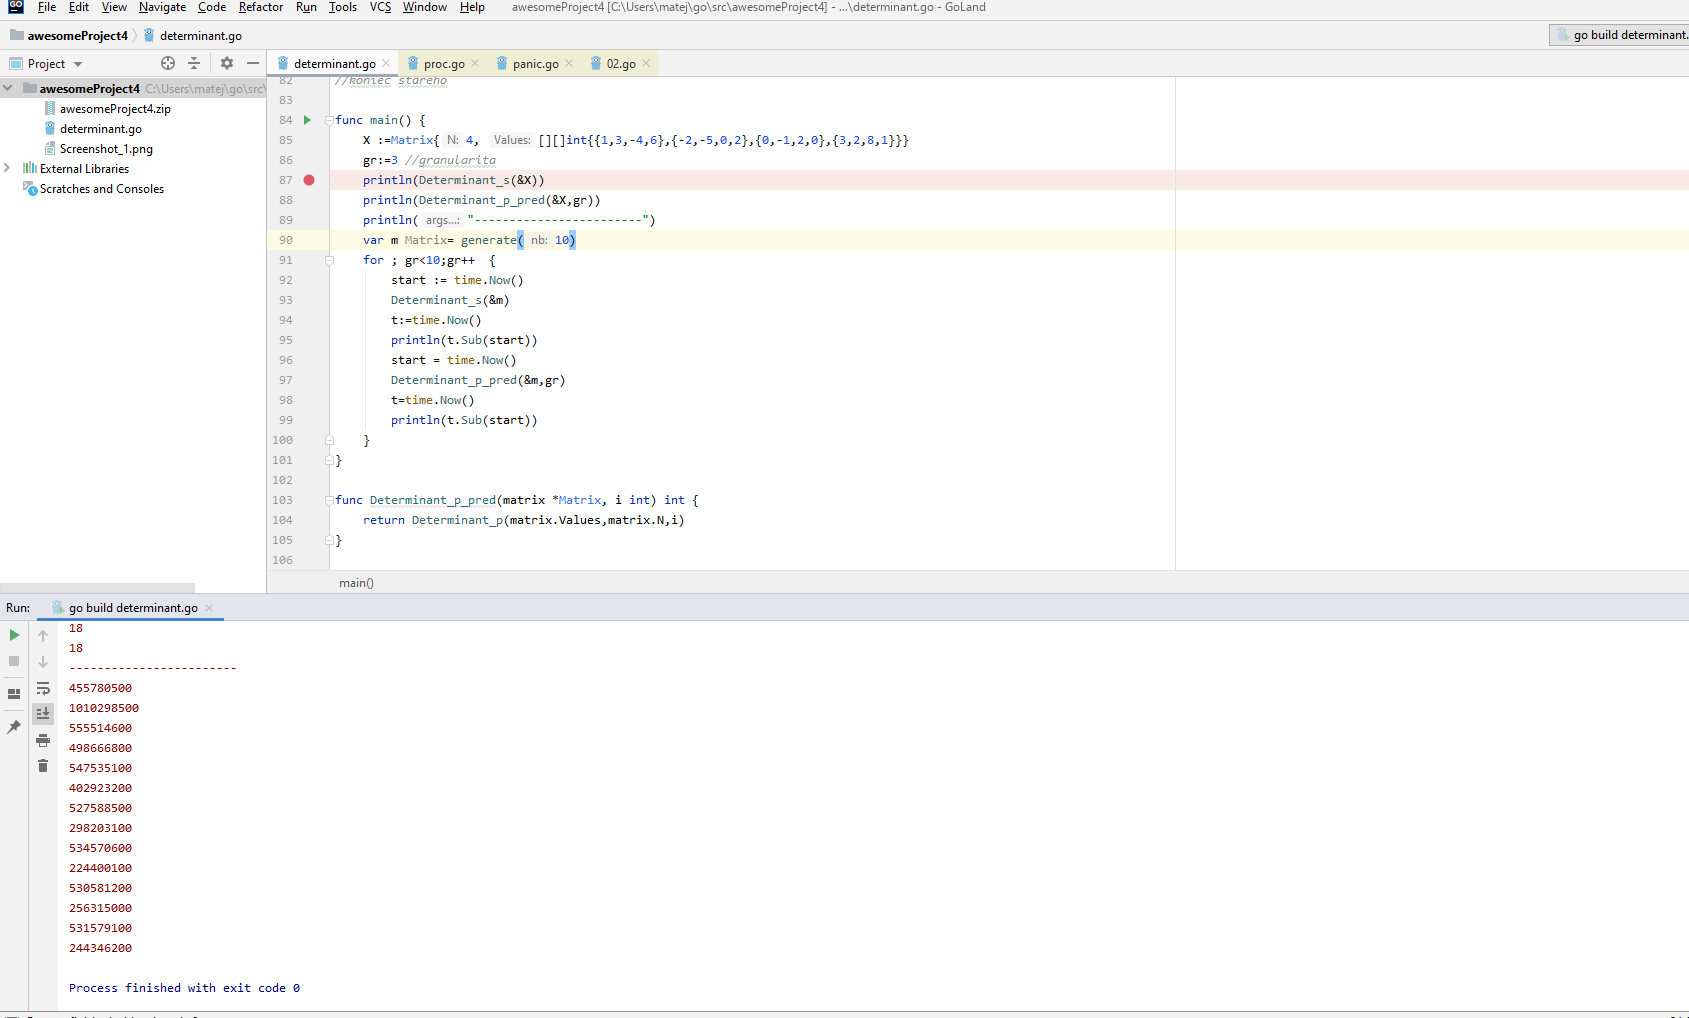 GO File Edit View Navigate Code Refactor Run Tools VCS Window Help awesomeProject4 [C:\Users\matej\go\src\awesomeProject4] - ...\determinant.go - GoLand
awesomeProject4 determinant.go go build determinant.
Project determinant.go proc.go panic.go 02.go
awesomeProject4 C:\Users\matej\go\src\
awesomeProject4.zip
determinant.go
Screenshot_1.png
External Libraries
Scratches and Consoles
82 //koniec stareho
83
84 func main() {
85 X :=Matrix{ N: 4, Values: [][]int{{1,3,-4,6},{-2,-5,0,2},{0,-1,2,0},{3,2,8,1}}}
86 gr:=3 //granularita
87 println(Determinant_s(&X))
88 println(Determinant_p_pred(&X,gr))
89 println( args...: "------------------------")
90 var m Matrix= generate( nb: 10)
91 for ; gr<10;gr++ {
92 start := time.Now()
93 Determinant_s(&m)
94 t:=time.Now()
95 println(t.Sub(start))
96 start = time.Now()
97 Determinant_p_pred(&m,gr)
98 t=time.Now()
99 println(t.Sub(start))
100 }
101 }
102
103 func Determinant_p_pred(matrix *Matrix, i int) int {
104 return Determinant_p(matrix.Values,matrix.N,i)
105 }
106
main()
Run: go build determinant.go
18
18
------------------------
455780500
1010298500
555514600
498666800
547535100
402923200
527588500
298203100
534570600
224400100
530581200
256315000
531579100
244346200
Process finished with exit code 0